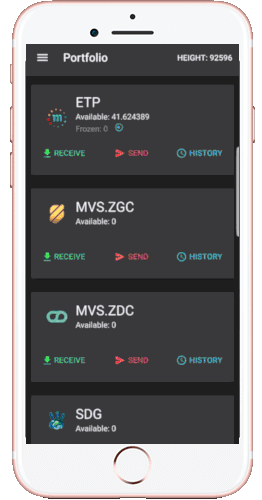 Portfolio HEIGHT: 92596
ETP
Available: 41.624389
Frozen: 0
RECEIVE SEND HISTORY
MVS.ZGC
Available: 0
RECEIVE SEND HISTORY
MVS.ZDC
Available: 0
RECEIVE SEND HISTORY
SDG
Available: 0